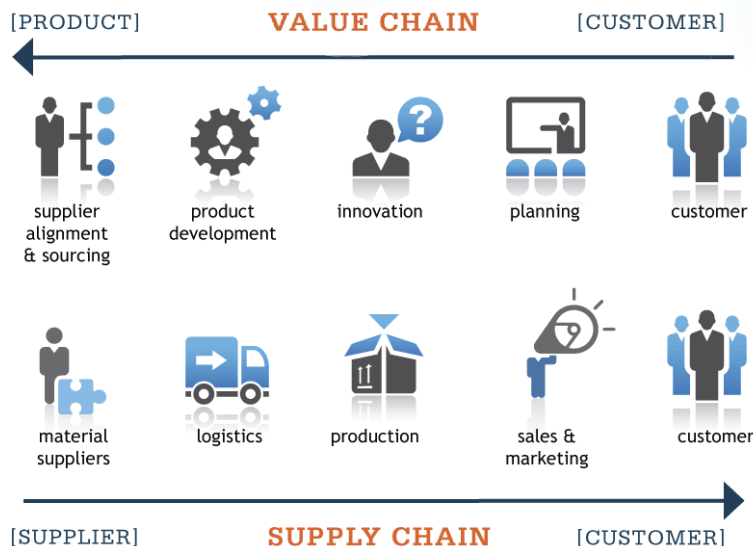 [PRODUCT] VALUE CHAIN [CUSTOMER]
?
supplier
alignment
& sourcing
product
development
innovation
planning
customer
material
suppliers
logistics
production
sales &
marketing
customer
[SUPPLIER] SUPPLY CHAIN [CUSTOMER]